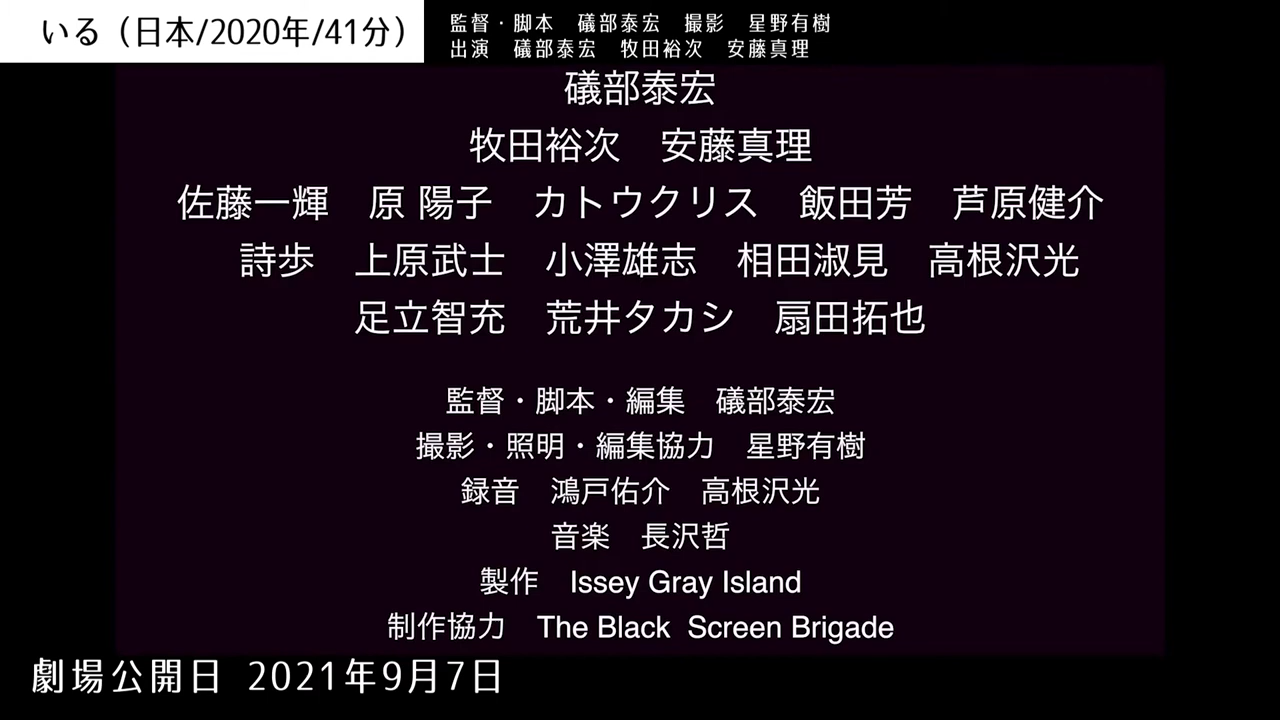 いる（日本/2020年/41分）
監督・脚本　礒部泰宏　撮影　星野有樹
出演　礒部泰宏　牧田裕次　安藤真理
礒部泰宏
牧田裕次　安藤真理
佐藤一輝　原 陽子　カトウクリス　飯田芳　芦原健介
詩歩　上原武士　小澤雄志　相田淑見　高根沢光
足立智充　荒井タカシ　扇田拓也
監督・脚本・編集　礒部泰宏
撮影・照明・編集協力　星野有樹
録音　鴻戸佑介　高根沢光
音楽　長沢哲
製作　Issey Gray Island
制作協力　The Black Screen Brigade
劇場公開日 2021年9月7日